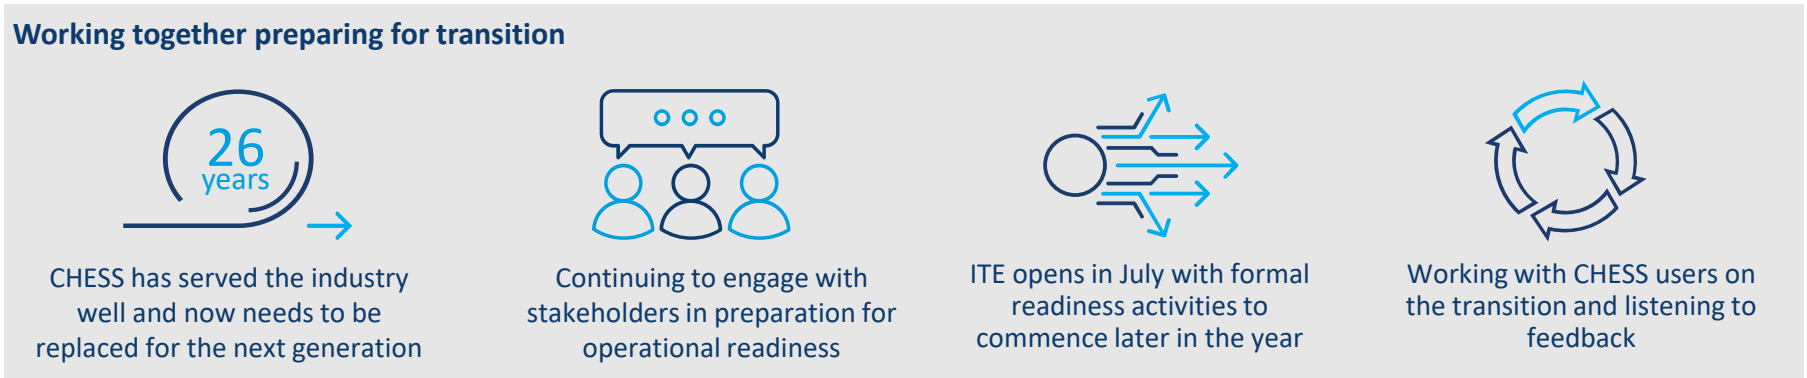 Working together preparing for transition
26
years
CHESS has served the industry
well and now needs to be
replaced for the next generation
Continuing to engage with
stakeholders in preparation for
operational readiness
ITE opens in July with formal
readiness activities to
commence later in the year
Working with CHESS users on
the transition and listening to
feedback